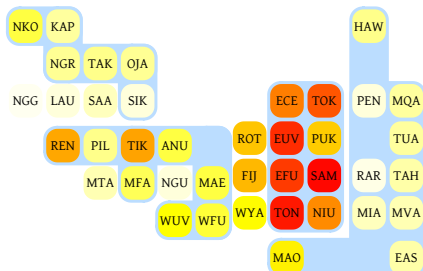 NKO KAP HAW
NGR TAK OJA
NGG LAU SAA SIK ECE TOK PEN MQA
REN PIL TIK ANU ROT EUV PUK TUA
MTA MFA NGU MAE FIJ EFU SAM RAR TAH
WUV WFU WYA TON NIU MIA MVA
MAO EAS